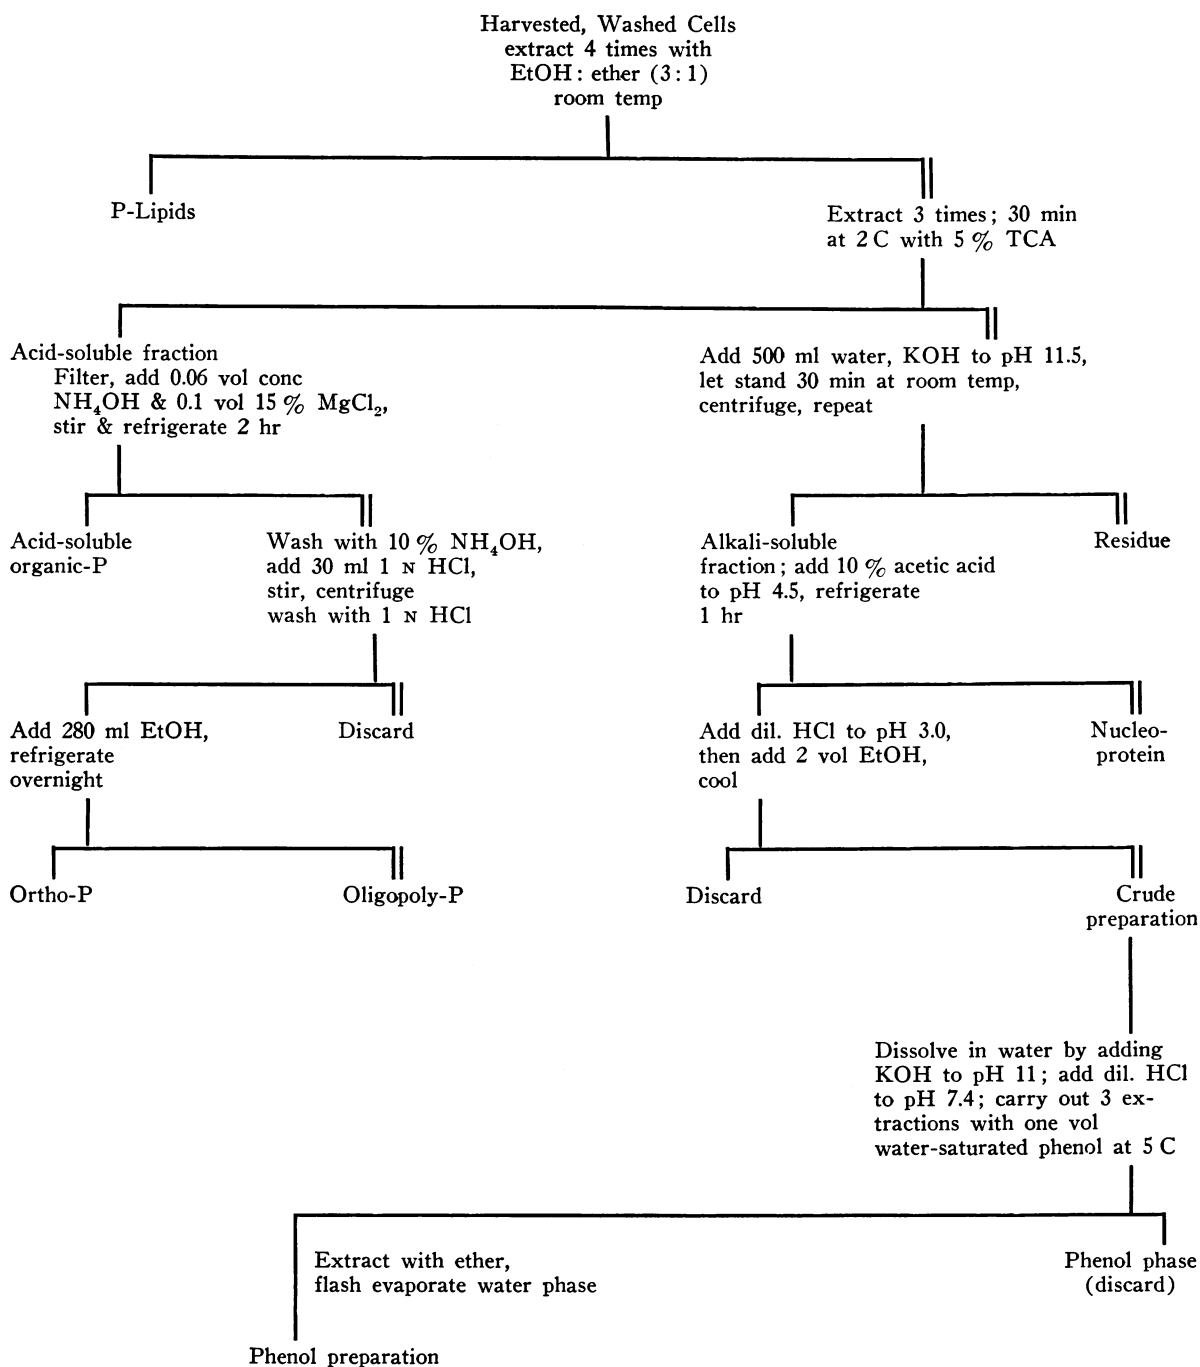 Harvested, Washed Cells
extract 4 times with
EtOH: ether (3:1)
room temp
P-Lipids
Extract 3 times; 30 min
at 2 C with 5 % TCA
Acid-soluble fraction
Filter, add 0.06 vol conc
NH₄OH & 0.1 vol 15 % MgCl₂,
stir & refrigerate 2 hr
Add 500 ml water, KOH to pH 11.5,
let stand 30 min at room temp,
centrifuge, repeat
Acid-soluble
organic-P
Wash with 10 % NH₄OH,
add 30 ml 1 N HCl,
stir, centrifuge
wash with 1 N HCl
Alkali-soluble
fraction; add 10 % acetic acid
to pH 4.5, refrigerate
1 hr
Residue
Add 280 ml EtOH,
refrigerate
overnight
Discard
Add dil. HCl to pH 3.0,
then add 2 vol EtOH,
cool
Nucleo-
protein
Ortho-P
Oligopoly-P
Discard
Crude
preparation
Dissolve in water by adding
KOH to pH 11; add dil. HCl
to pH 7.4; carry out 3 ex-
tractions with one vol
water-saturated phenol at 5 C
Extract with ether,
flash evaporate water phase
Phenol phase
(discard)
Phenol preparation